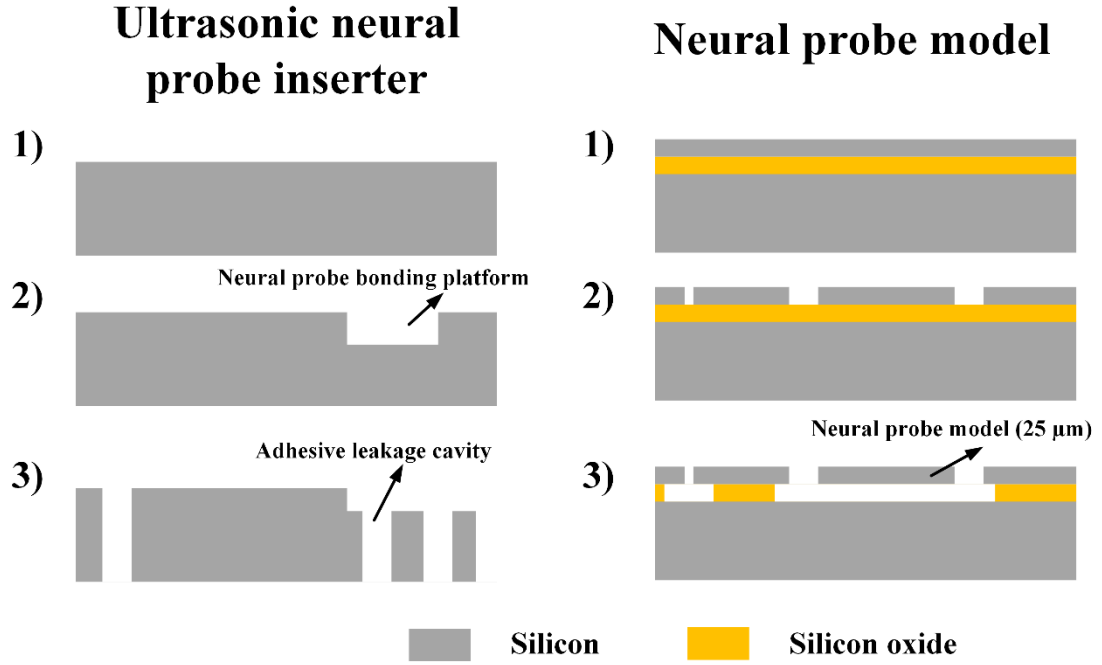 Ultrasonic neural
probe inserter
1)
2)
Neural probe bonding platform
3)
Adhesive leakage cavity
Neural probe model
1)
2)
3)
Neural probe model (25 μm)
Silicon
Silicon oxide